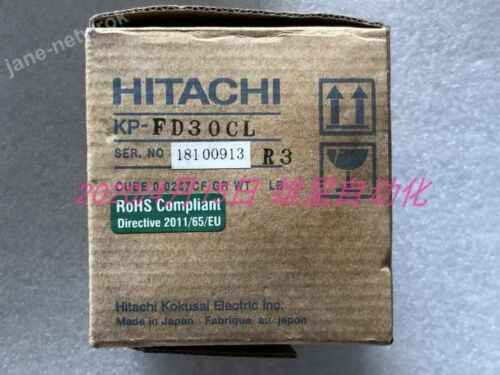 jane-network
HITACHI
KP-FD30CL
SER. NO 18100913 R3
CUBE 0.0247CF GR WT LB
RoHS Compliant
Directive 2011/65/EU
Hitachi Kokusai Electric Inc.
Made in Japan Fabrique au japon